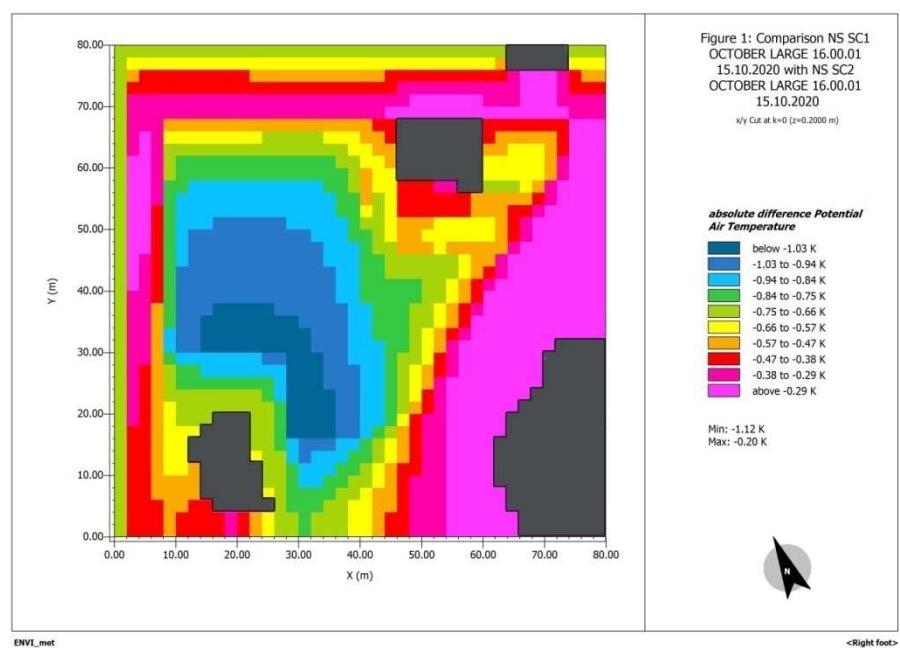 Figure 1: Comparison NS SC1
OCTOBER LARGE 16.00.01
15.10.2020 with NS SC2
OCTOBER LARGE 16.00.01
15.10.2020
x/y Cut at k=0 (z=0.2000 m)
80.00
70.00
60.00
50.00
40.00
30.00
20.00
10.00
0.00
Y (m)
0.00 10.00 20.00 30.00 40.00 50.00 60.00 70.00 80.00
X (m)
absolute difference Potential
Air Temperature
below -1.03 K
-1.03 to -0.94 K
-0.94 to -0.84 K
-0.84 to -0.75 K
-0.75 to -0.66 K
-0.66 to -0.57 K
-0.57 to -0.47 K
-0.47 to -0.38 K
-0.38 to -0.29 K
above -0.29 K
Min: -1.12 K
Max: -0.20 K
N
ENVI_met
<Right foot>